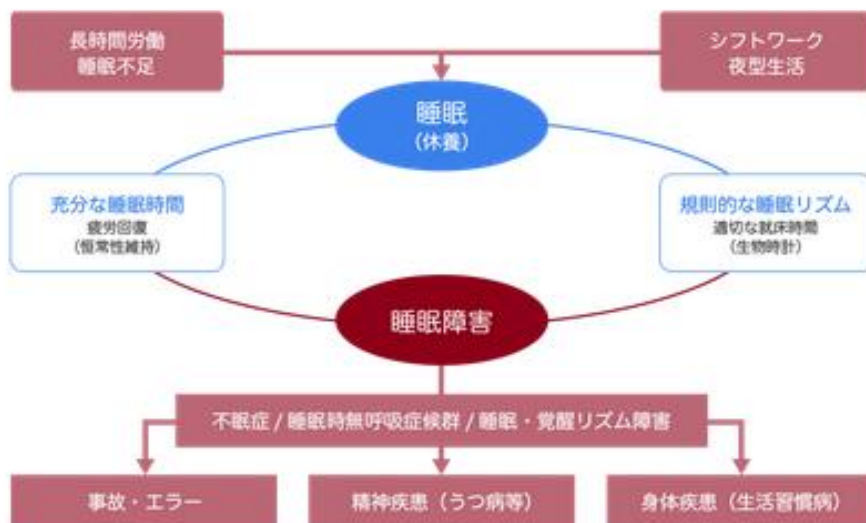 長時間労働
睡眠不足
シフトワーク
夜型生活
睡眠
（休養）
充分な睡眠時間
疲労回復
（恒常性維持）
規則的な睡眠リズム
適切な就床時間
（生物時計）
睡眠障害
不眠症 / 睡眠時無呼吸症候群 / 睡眠・覚醒リズム障害
事故・エラー
精神疾患（うつ病等）
身体疾患（生活習慣病）